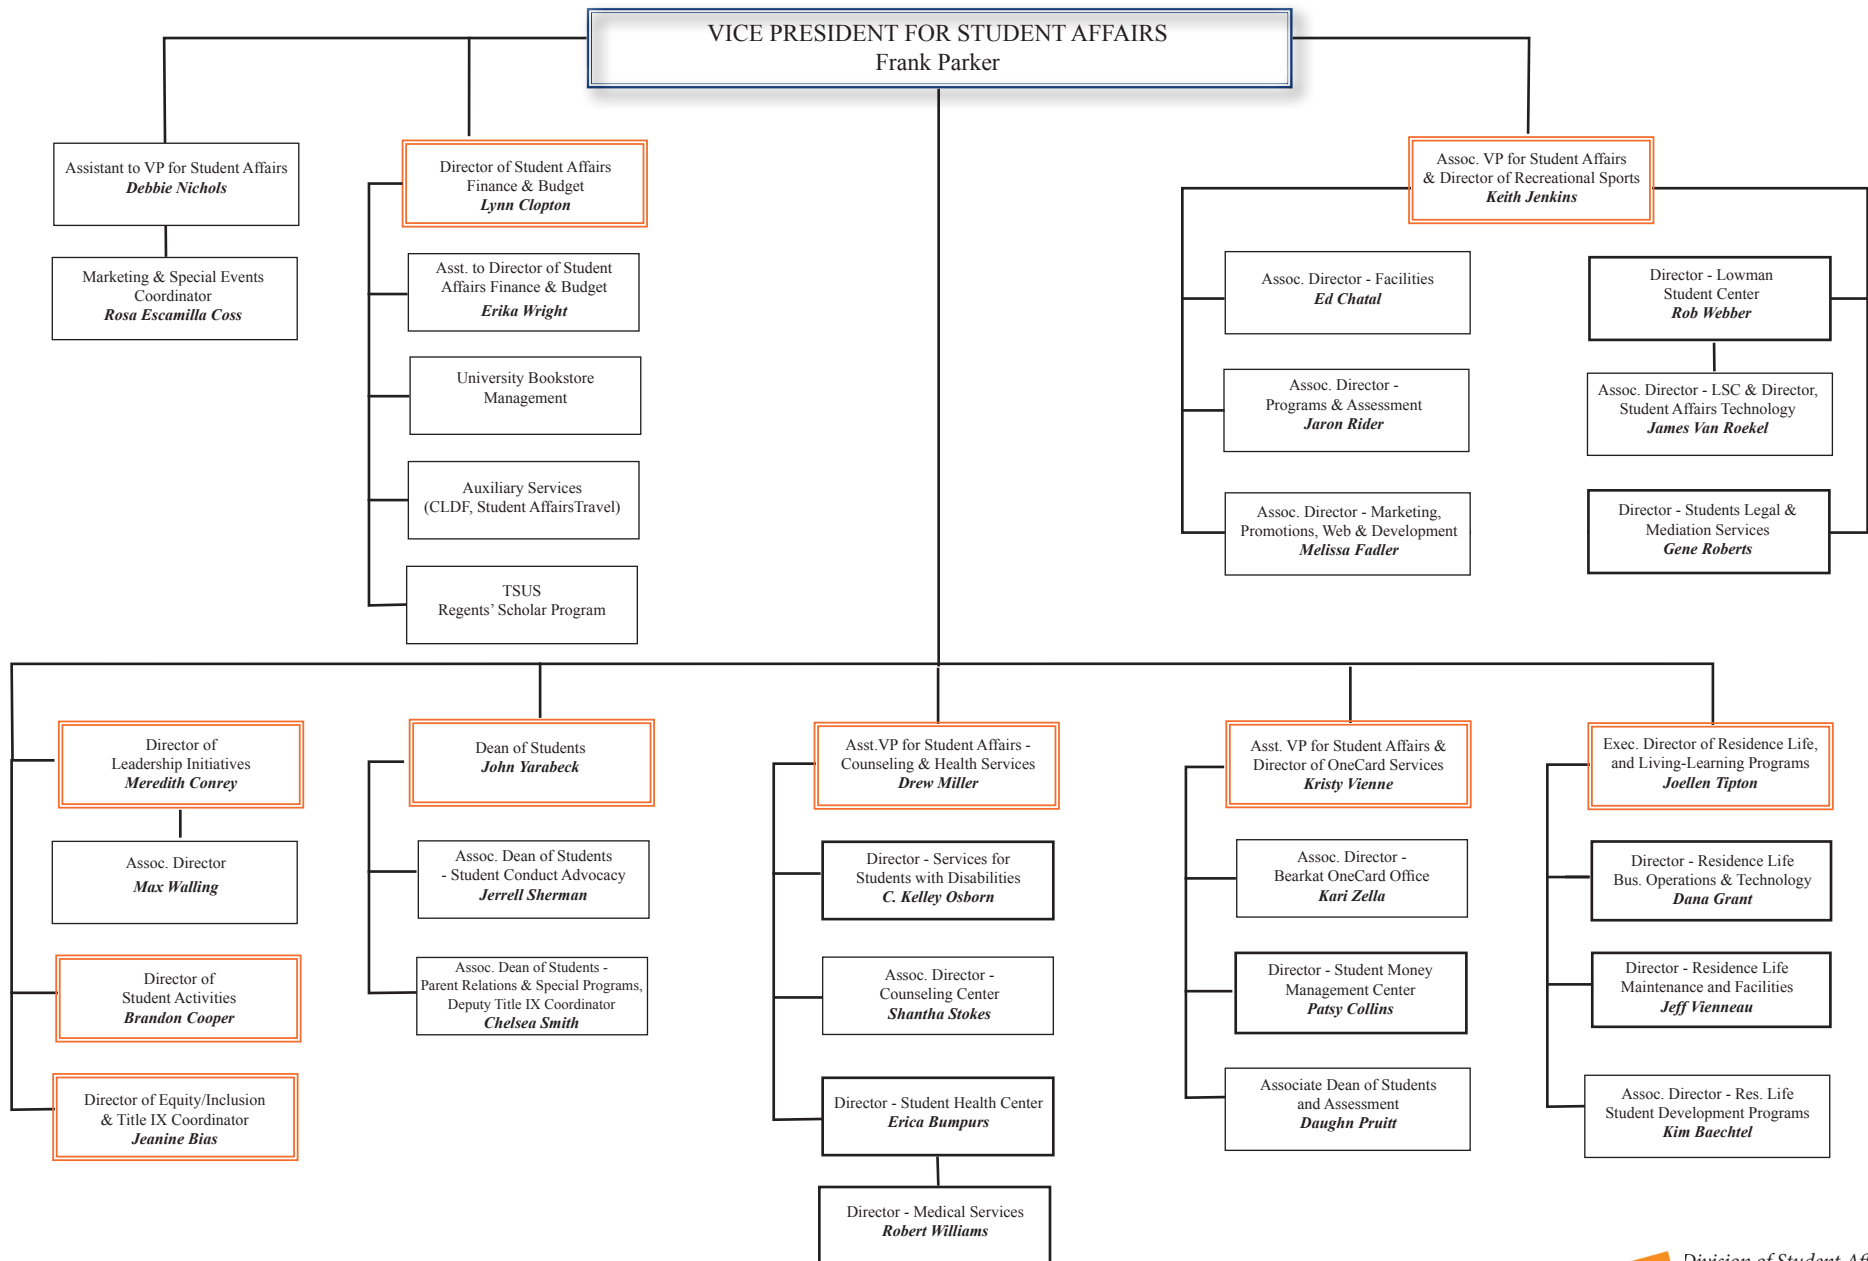 VICE PRESIDENT FOR STUDENT AFFAIRS
Frank Parker
Assistant to VP for Student Affairs
Debbie Nichols
Marketing & Special Events
Coordinator
Rosa Escamilla Coss
Director of Student Affairs
Finance & Budget
Lynn Clopton
Asst. to Director of Student
Affairs Finance & Budget
Erika Wright
University Bookstore
Management
Auxiliary Services
(CLDF, Student AffairsTravel)
TSUS
Regents' Scholar Program
Assoc. VP for Student Affairs
& Director of Recreational Sports
Keith Jenkins
Assoc. Director - Facilities
Ed Chatal
Assoc. Director -
Programs & Assessment
Jaron Rider
Assoc. Director - Marketing,
Promotions, Web & Development
Melissa Fadler
Director - Lowman
Student Center
Rob Webber
Assoc. Director - LSC & Director,
Student Affairs Technology
James Van Roekel
Director - Students Legal &
Mediation Services
Gene Roberts
Director of
Leadership Initiatives
Meredith Conrey
Assoc. Director
Max Walling
Director of
Student Activities
Brandon Cooper
Director of Equity/Inclusion
& Title IX Coordinator
Jeanine Bias
Dean of Students
John Yarabeck
Assoc. Dean of Students
- Student Conduct Advocacy
Jerrell Sherman
Assoc. Dean of Students -
Parent Relations & Special Programs,
Deputy Title IX Coordinator
Chelsea Smith
Asst.VP for Student Affairs -
Counseling & Health Services
Drew Miller
Director - Services for
Students with Disabilities
C. Kelley Osborn
Assoc. Director -
Counseling Center
Shantha Stokes
Director - Student Health Center
Erica Bumpurs
Director - Medical Services
Robert Williams
Asst. VP for Student Affairs &
Director of OneCard Services
Kristy Vienne
Assoc. Director -
Bearkat OneCard Office
Kari Zella
Director - Student Money
Management Center
Patsy Collins
Associate Dean of Students
and Assessment
Daughn Pruitt
Exec. Director of Residence Life,
and Living-Learning Programs
Joellen Tipton
Director - Residence Life
Bus. Operations & Technology
Dana Grant
Director - Residence Life
Maintenance and Facilities
Jeff Vienneau
Assoc. Director - Res. Life
Student Development Programs
Kim Baechtel
Division of Student